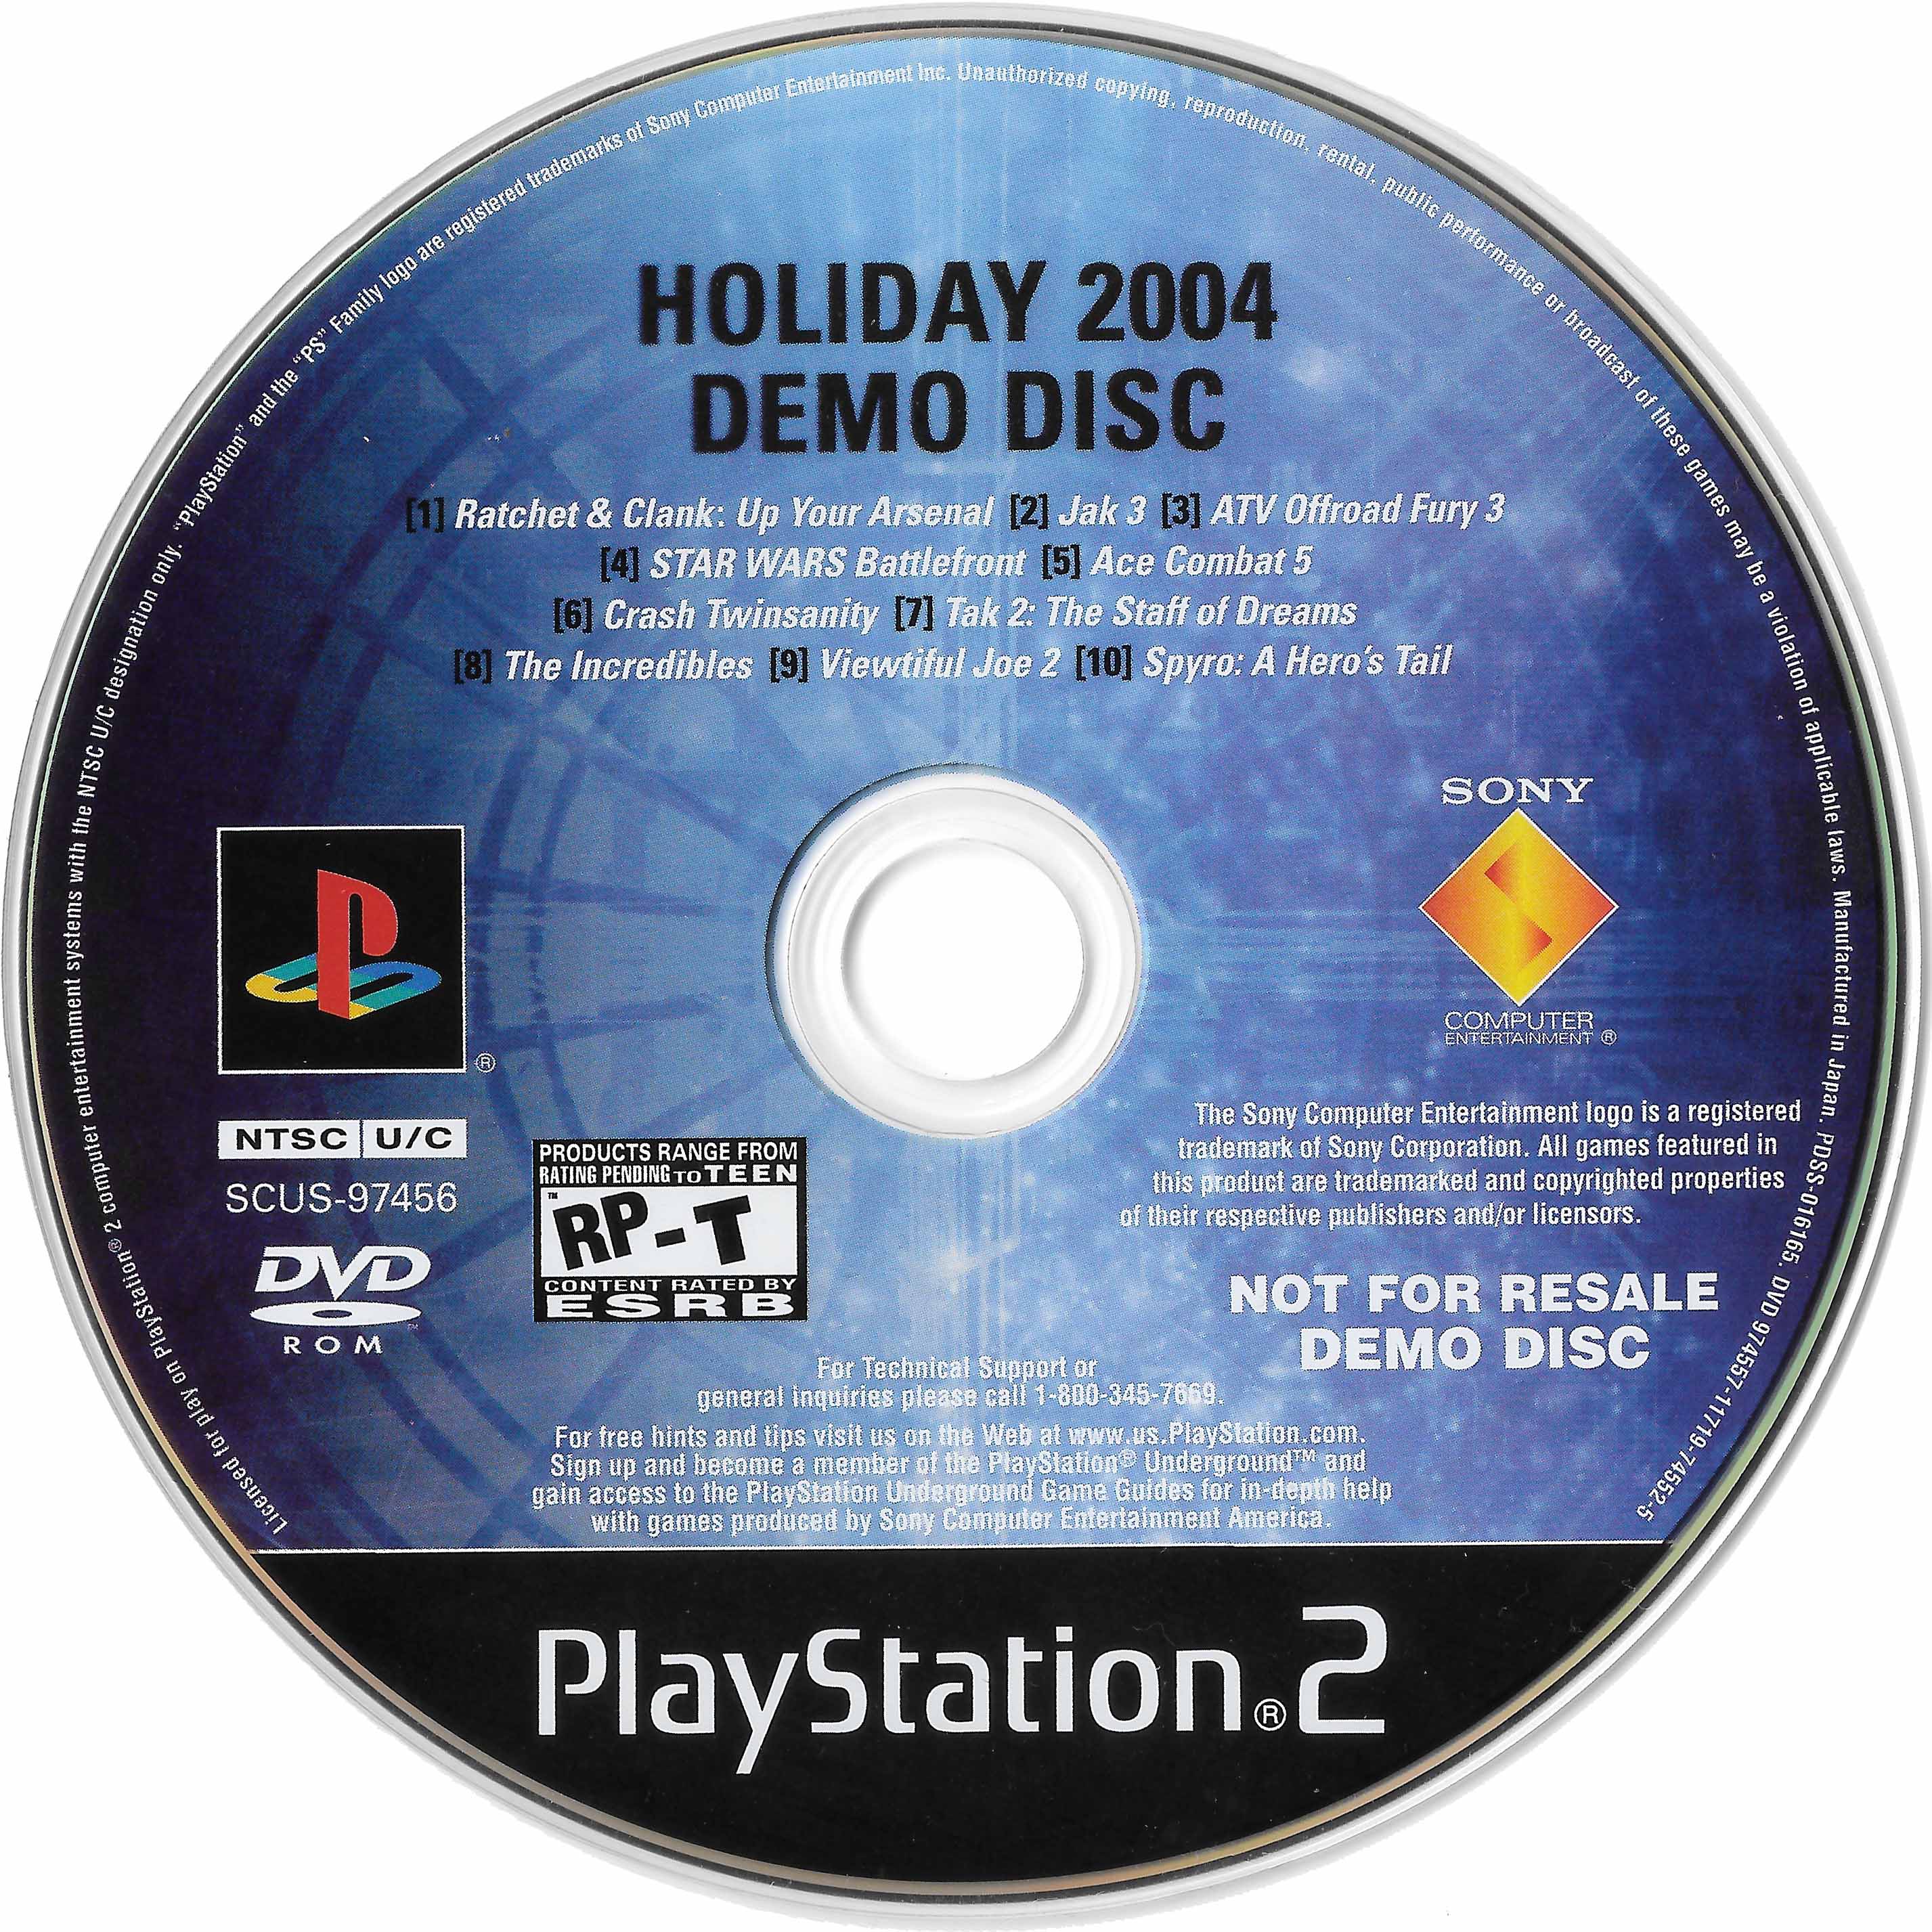 HOLIDAY 2004
DEMO DISC
[1] Ratchet & Clank: Up Your Arsenal [2] Jak 3 [3] ATV Offroad Fury 3
[4] STAR WARS Battlefront [5] Ace Combat 5
[6] Crash Twinsanity [7] Tak 2: The Staff of Dreams
[8] The Incredibles [9] Viewtiful Joe 2 [10] Spyro: A Hero's Tail
SONY
COMPUTER
ENTERTAINMENT ®
®
NTSC U/C
SCUS-97456
DVD
ROM
™
PRODUCTS RANGE FROM
RATING PENDING TO TEEN
™
RP-T
CONTENT RATED BY
ESRB
The Sony Computer Entertainment logo is a registered
trademark of Sony Corporation. All games featured in
this product are trademarked and copyrighted properties
of their respective publishers and/or licensors.
NOT FOR RESALE
DEMO DISC
For Technical Support or
general inquiries please call 1-800-345-7669.
For free hints and tips visit us on the Web at www.us.PlayStation.com.
Sign up and become a member of the PlayStation® Underground™ and
gain access to the PlayStation Underground Game Guides for in-depth help
with games produced by Sony Computer Entertainment America.
Licensed for play on PlayStation® 2 computer entertainment systems with the NTSC U/C designation only. "PlayStation" and the "PS" Family logo are registered trademarks of Sony Computer Entertainment Inc. Unauthorized copying, reproduction, rental, public performance or broadcast of these games may be a violation of applicable laws. Manufactured in Japan. PDSS-016165. DVD 974557-11719-74552-5
PlayStation®2